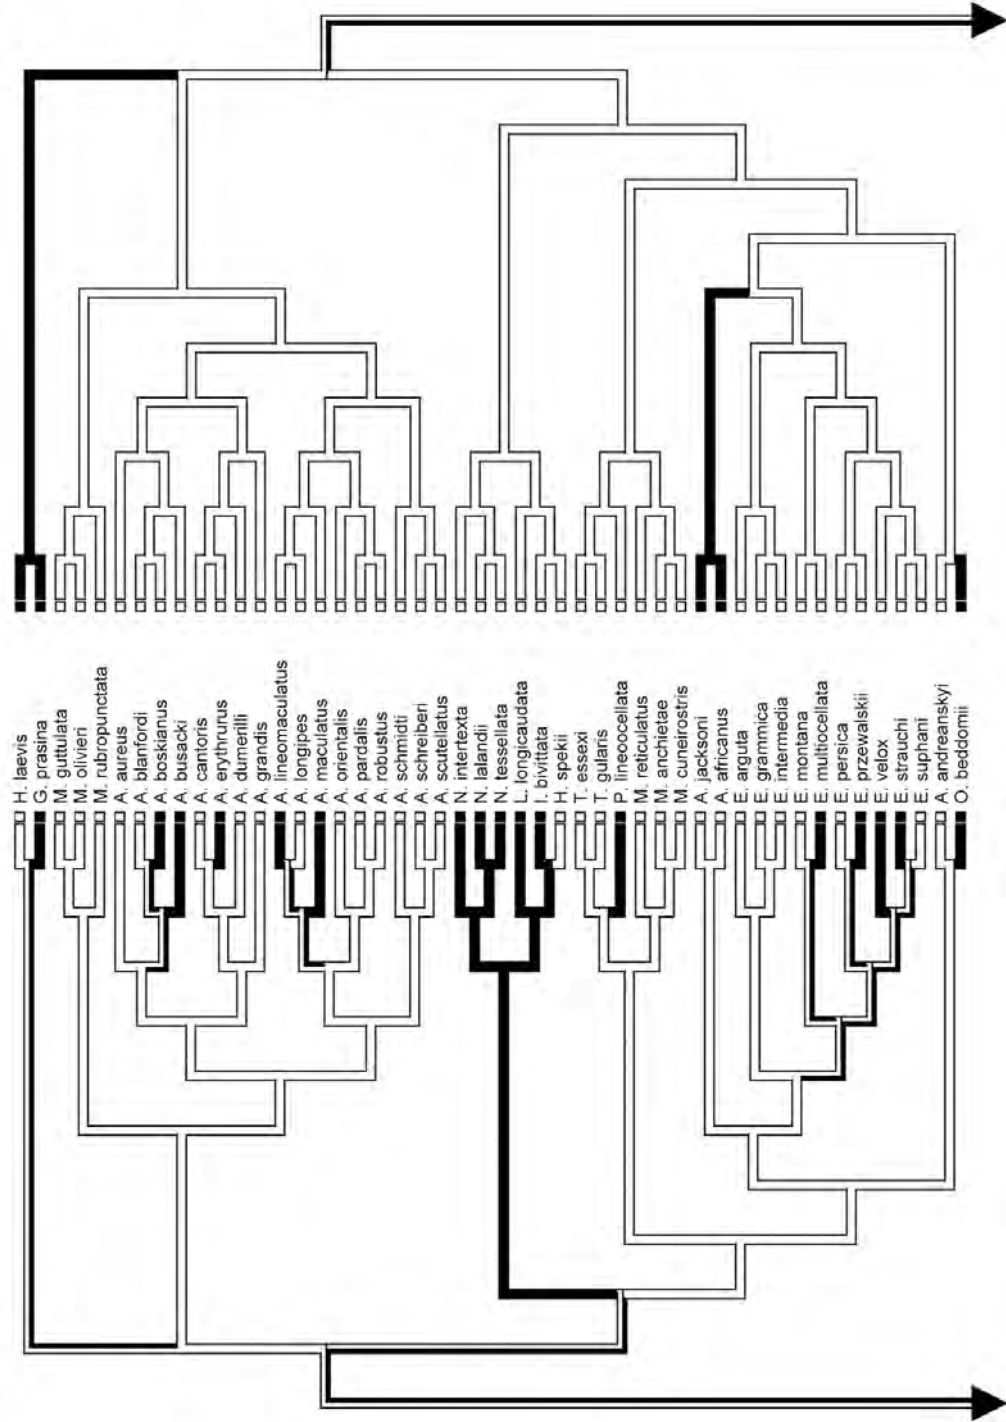 H. laevis
G. prasina
M. guttulata
M. olivieri
M. rubropunctata
A. aureus
A. blanfordi
A. boskianus
A. busacki
A. cantoris
A. erythrurus
A. dumerilli
A. grandis
A. lineomaculatus
A. longipes
A. maculatus
A. orientalis
A. pardalis
A. robustus
A. schmidti
A. schreiberi
A. scutellatus
N. intertexta
N. lalandii
N. tessellata
L. longicaudata
I. bivittata
H. spekii
T. essexi
T. gularis
P. lineoocellata
M. reticulatus
M. anchietae
M. cuneirostris
A. jacksoni
A. africanus
E. arguta
E. grammica
E. intermedia
E. montana
E. multiocellata
E. persica
E. przewalskii
E. velox
E. strauchi
E. suphani
A. andreanskyi
O. beddomii